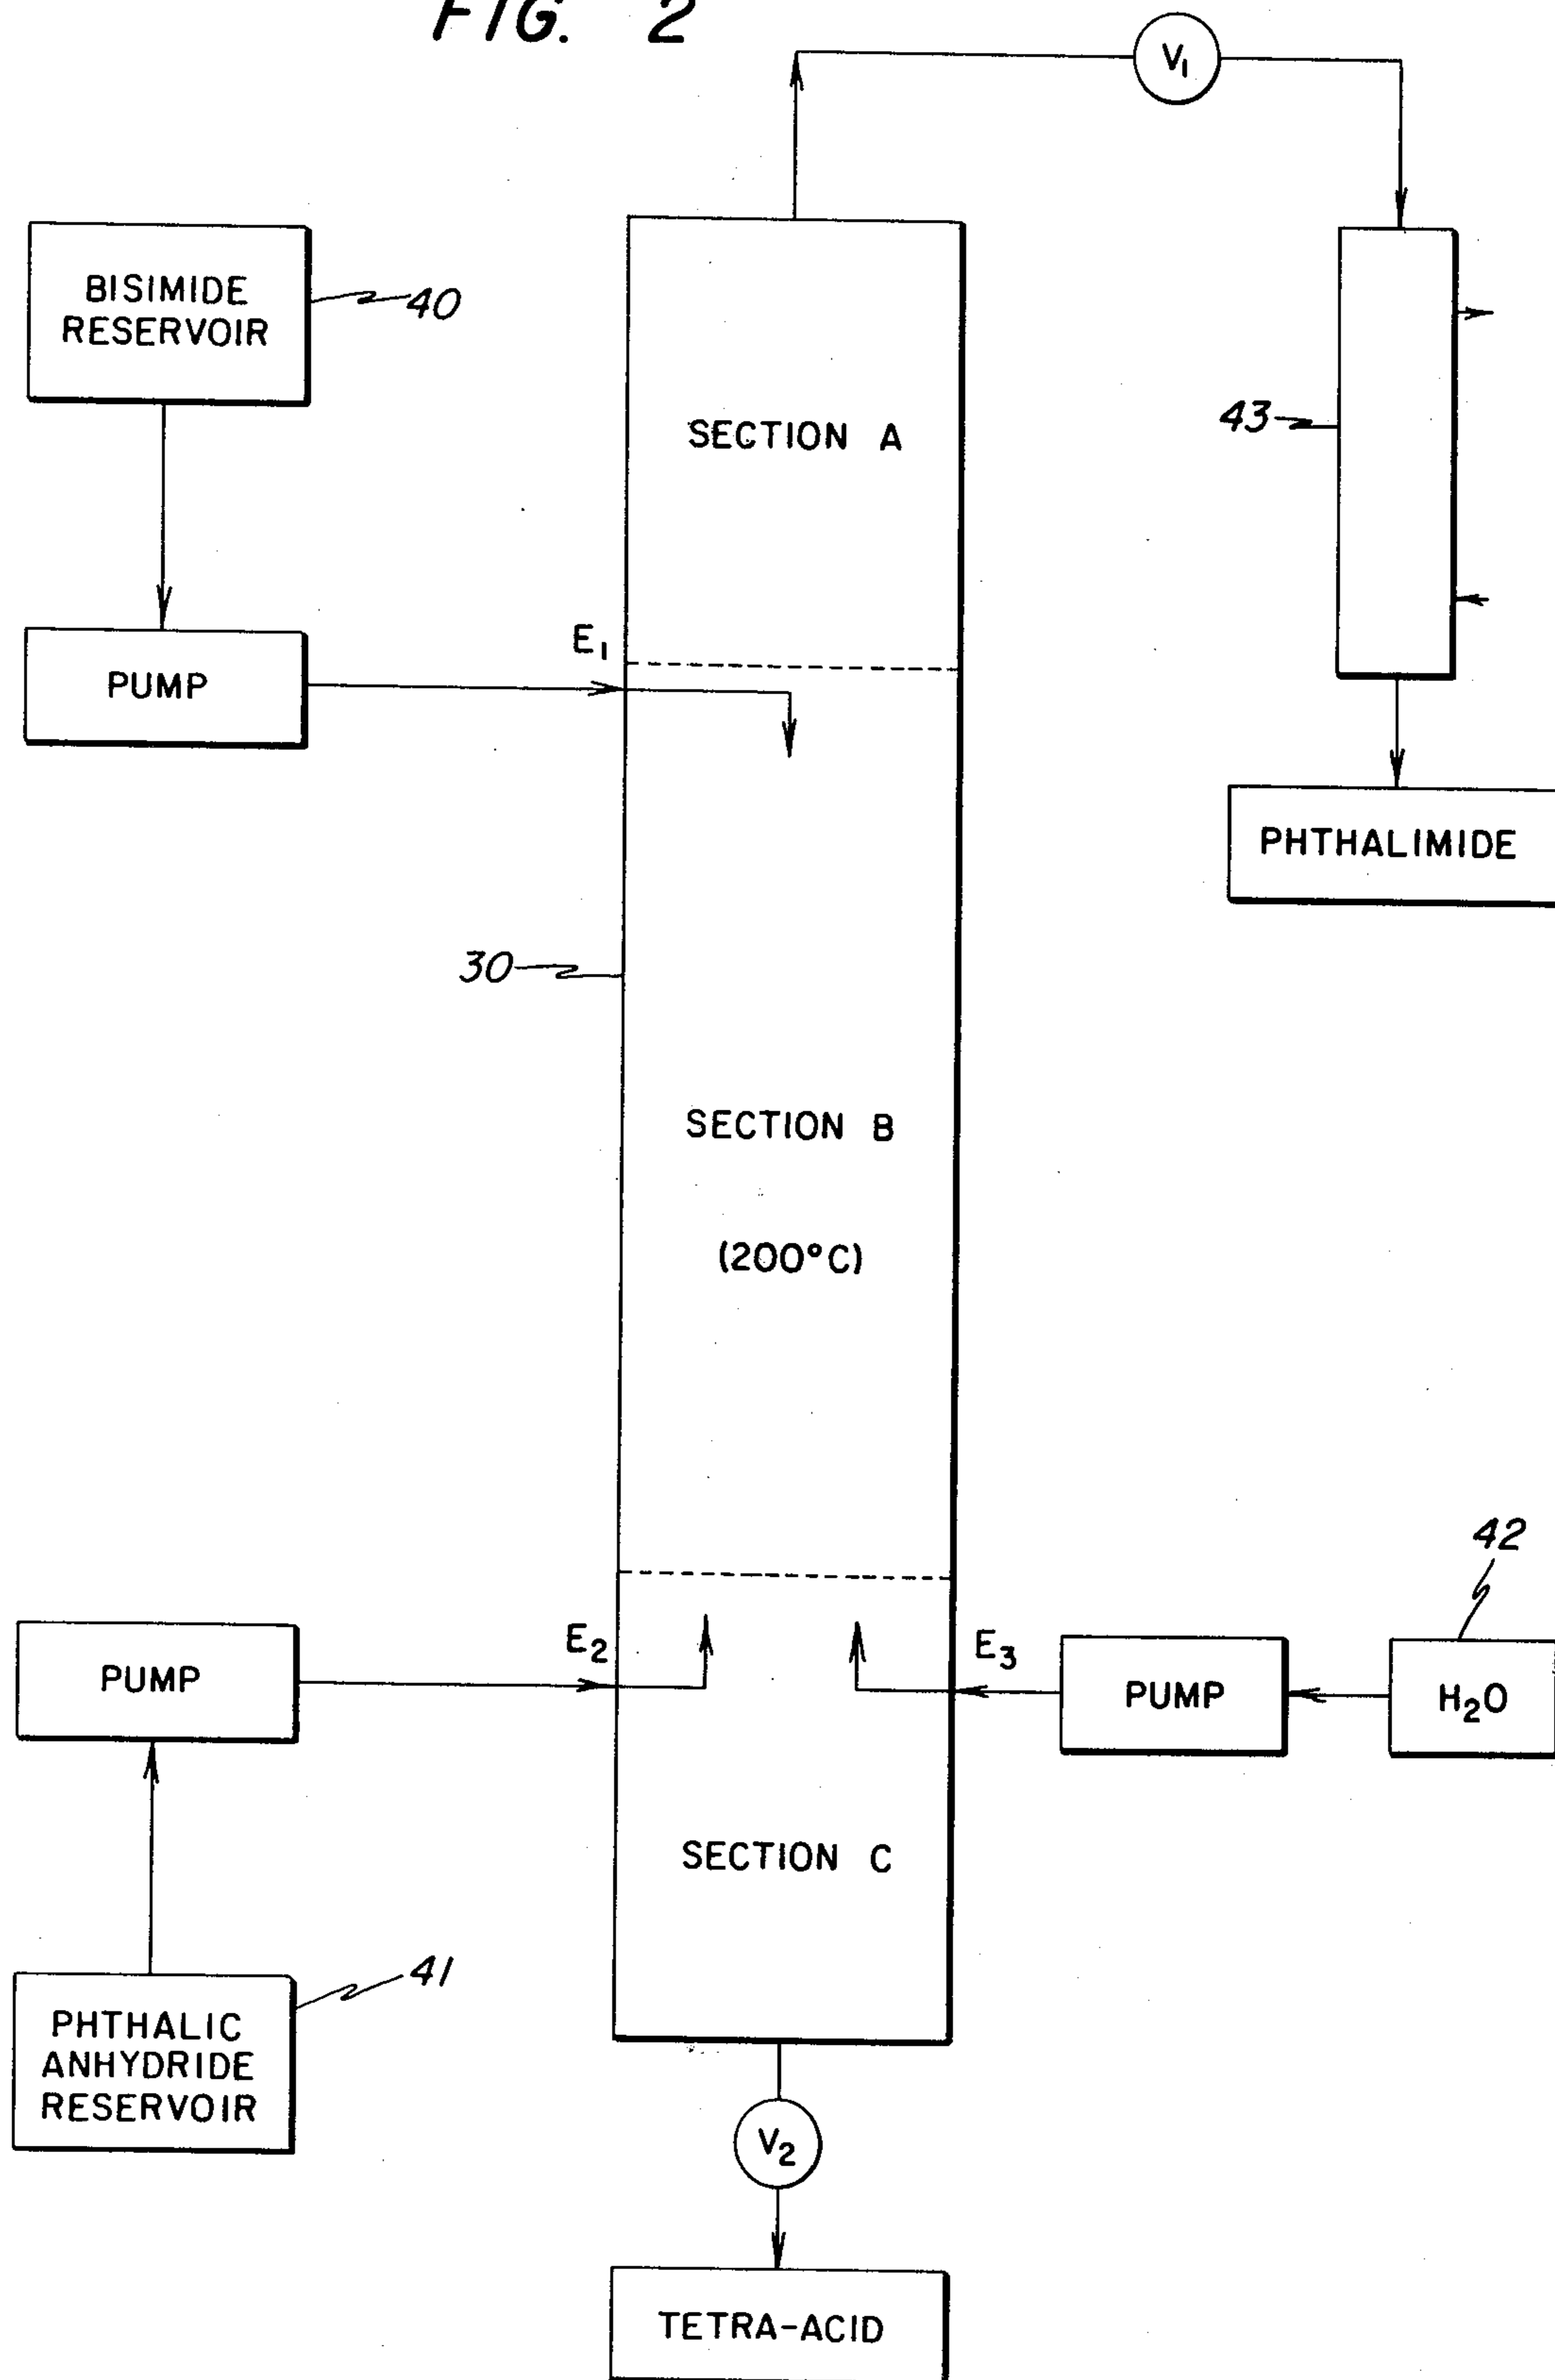 FIG. 2
V₁
BISIMIDE
RESERVOIR
40
SECTION A
43
E₁
PUMP
PHTHALIMIDE
30
SECTION B
(200°C)
42
E₂
E₃
PUMP
PUMP
H₂O
SECTION C
41
PHTHALIC
ANHYDRIDE
RESERVOIR
V₂
TETRA-ACID